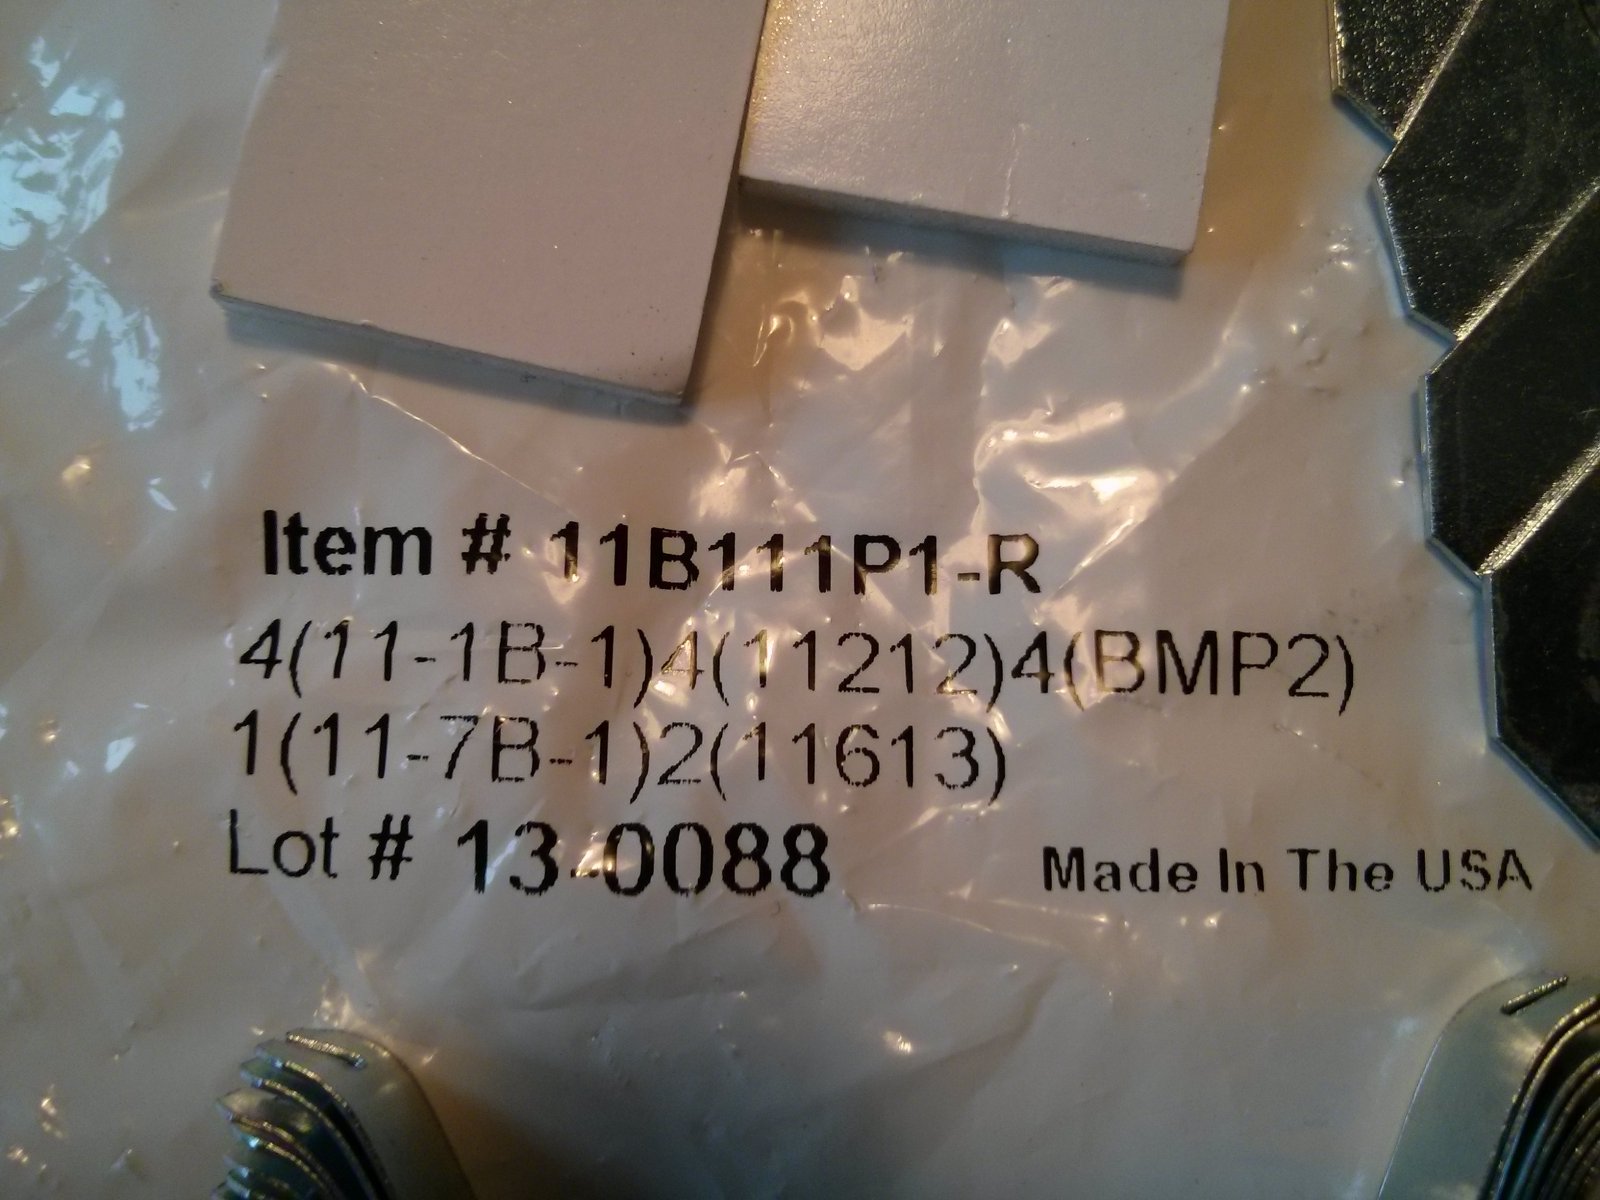 Item # 11B111P1-R
4(11-1B-1)4(11212)4(BMP2)
1(11-7B-1)2(11613)
Lot # 13-0088
Made In The USA